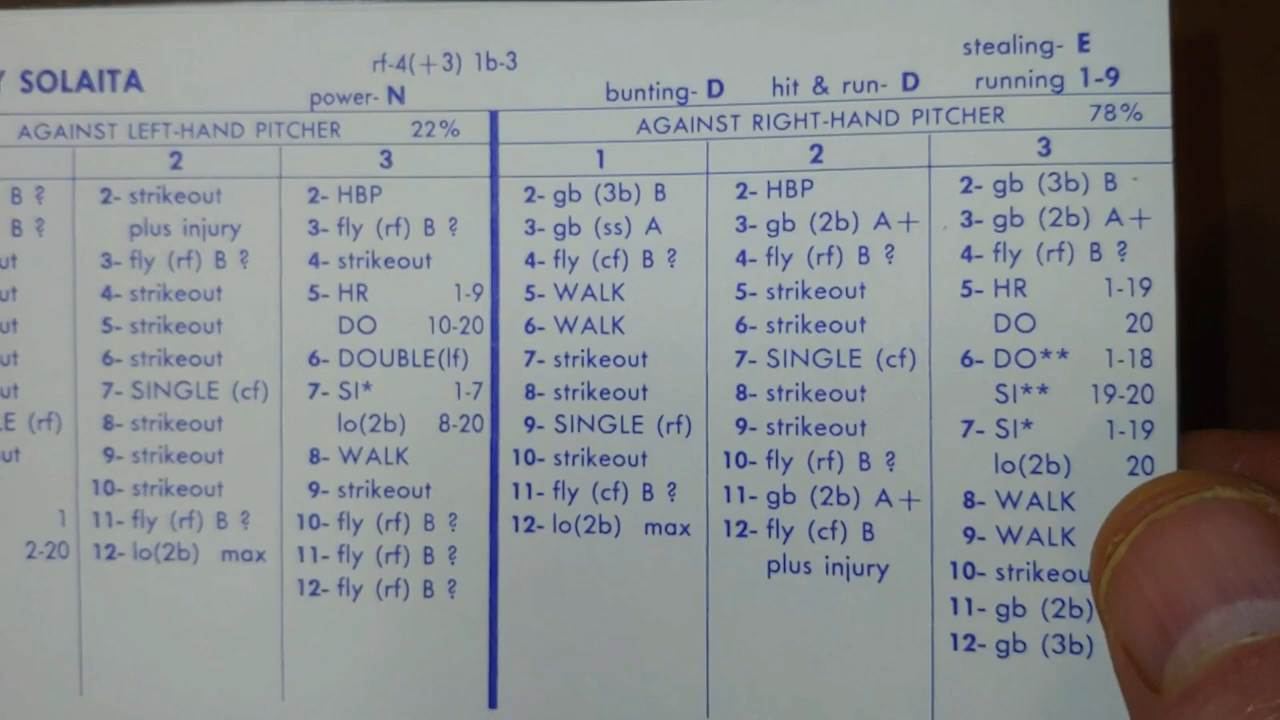 Y SOLAITA
rf-4(+3) 1b-3
power- N
bunting- D
hit & run- D
stealing- E
running 1-9
AGAINST LEFT-HAND PITCHER 22%
B ?
B ?
ut
ut
ut
ut
ut
E (rf)
ut
1
2-20
2
2- strikeout
plus injury
3- fly (rf) B ?
4- strikeout
5- strikeout
6- strikeout
7- SINGLE (cf)
8- strikeout
9- strikeout
10- strikeout
11- fly (rf) B ?
12- lo(2b) max
3
2- HBP
3- fly (rf) B ?
4- strikeout
5- HR 1-9
DO 10-20
6- DOUBLE(lf)
7- SI* 1-7
lo(2b) 8-20
8- WALK
9- strikeout
10- fly (rf) B ?
11- fly (rf) B ?
12- fly (rf) B ?
AGAINST RIGHT-HAND PITCHER 78%
1
2- gb (3b) B
3- gb (ss) A
4- fly (cf) B ?
5- WALK
6- WALK
7- strikeout
8- strikeout
9- SINGLE (rf)
10- strikeout
11- fly (cf) B ?
12- lo(2b) max
2
2- HBP
3- gb (2b) A+
4- fly (rf) B ?
5- strikeout
6- strikeout
7- SINGLE (cf)
8- strikeout
9- strikeout
10- fly (rf) B ?
11- gb (2b) A+
12- fly (cf) B
plus injury
3
2- gb (3b) B
3- gb (2b) A+
4- fly (rf) B ?
5- HR 1-19
DO 20
6- DO** 1-18
SI** 19-20
7- SI* 1-19
lo(2b) 20
8- WALK
9- WALK
10- strikeou
11- gb (2b)
12- gb (3b)